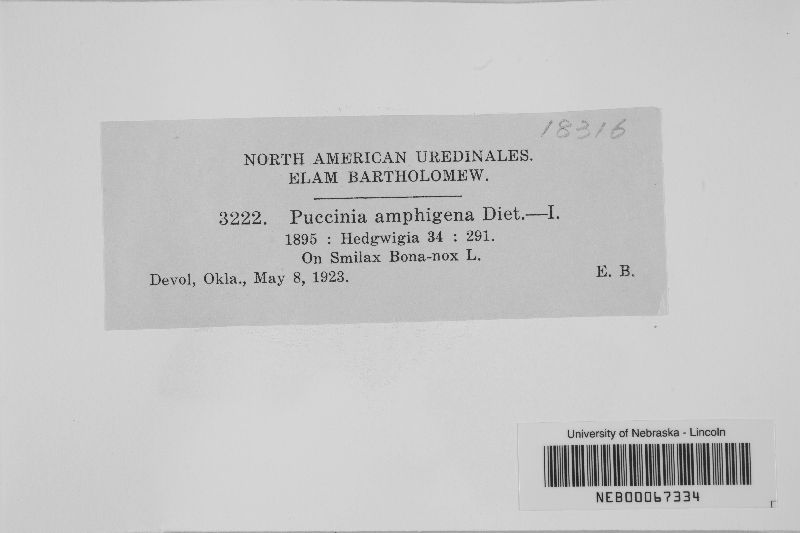 18316
NORTH AMERICAN UREDINALES.
ELAM BARTHOLOMEW.
3222. Puccinia amphigena Diet.—I.
1895 : Hedgwigia 34 : 291.
On Smilax Bona-nox L.
Devol, Okla., May 8, 1923. E. B.
University of Nebraska - Lincoln
NEB00067334